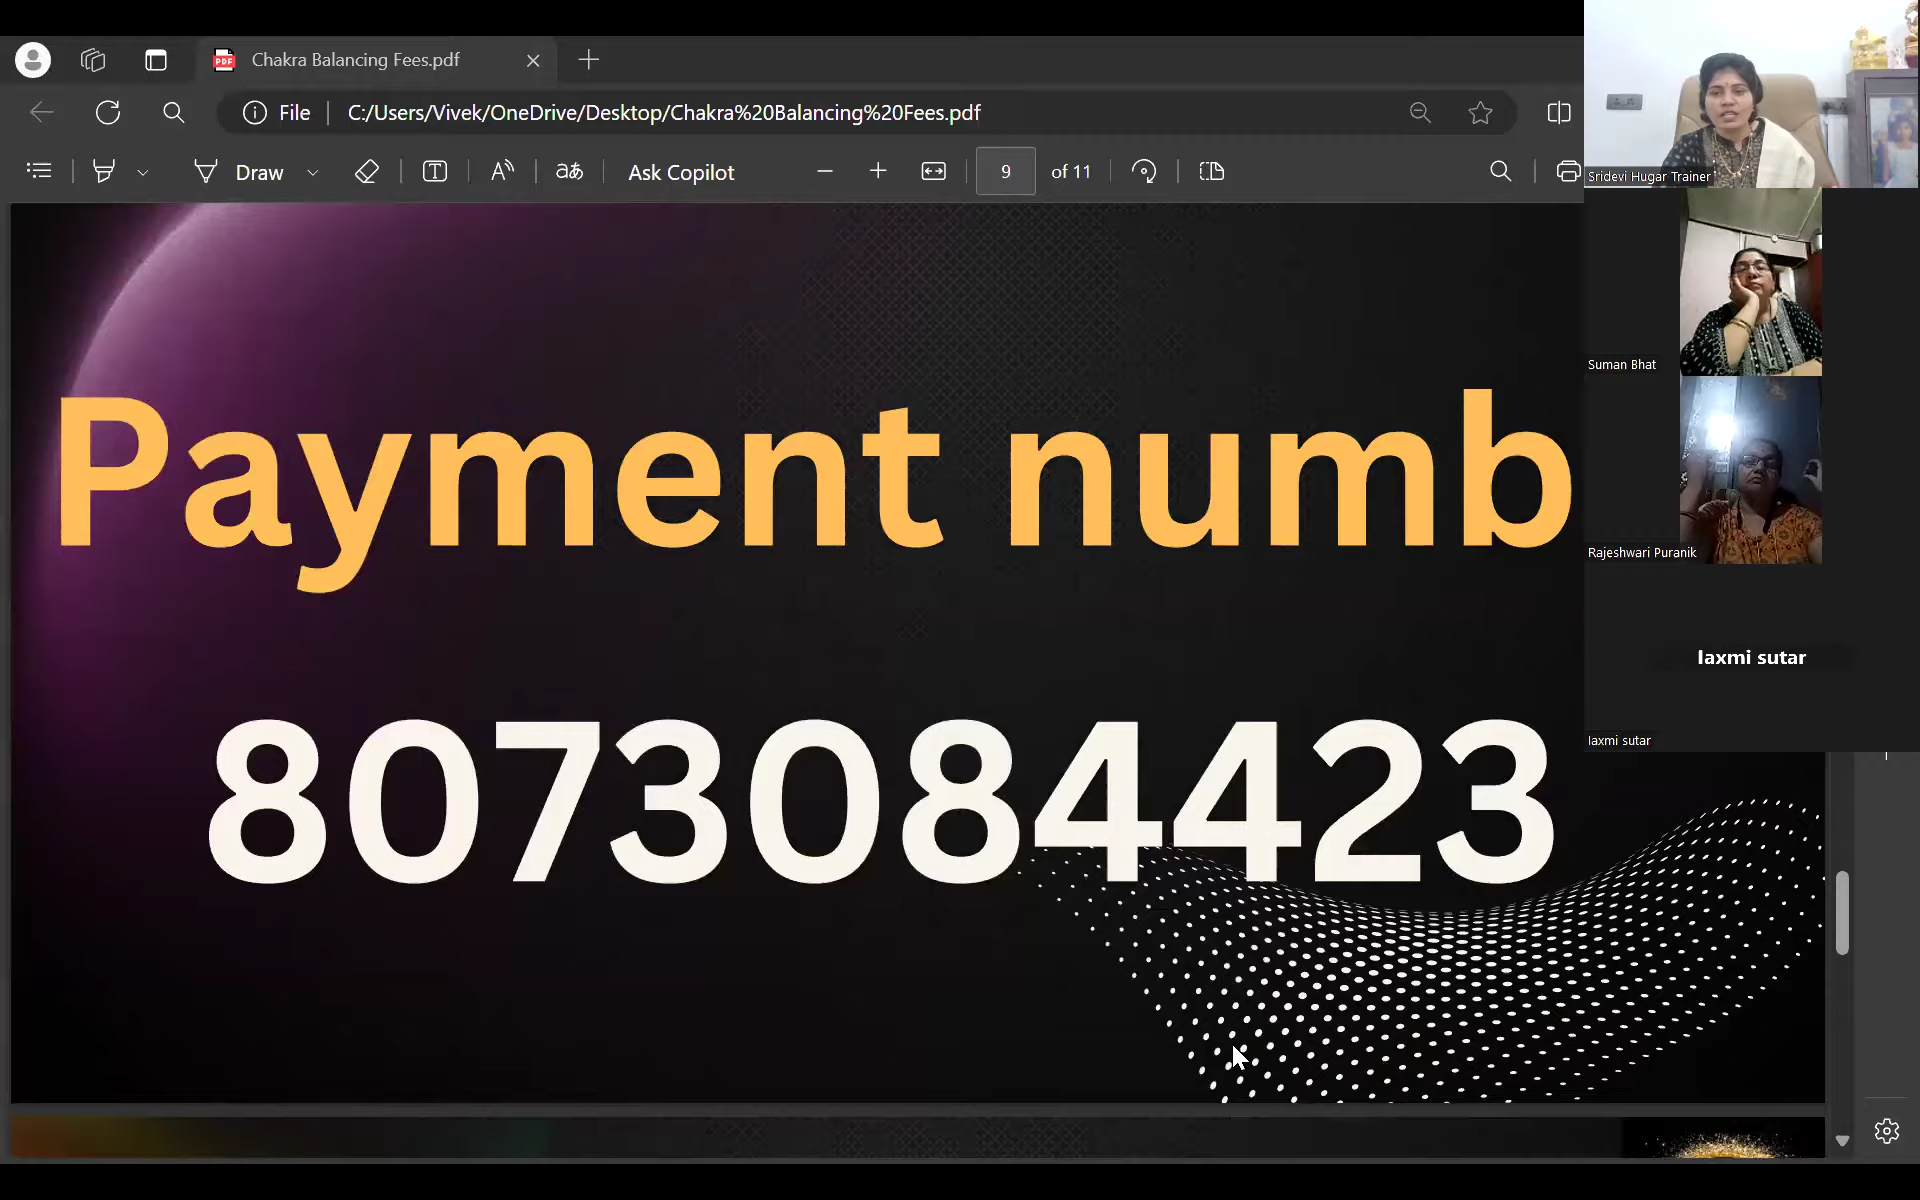 Chakra Balancing Fees.pdf
File
C:/Users/Vivek/OneDrive/Desktop/Chakra%20Balancing%20Fees.pdf
Draw
Ask Copilot
9 of 11
Payment numb
8073084423
Sridevi Hugar Trainer
Suman Bhat
Rajeshwari Puranik
laxmi sutar
laxmi sutar